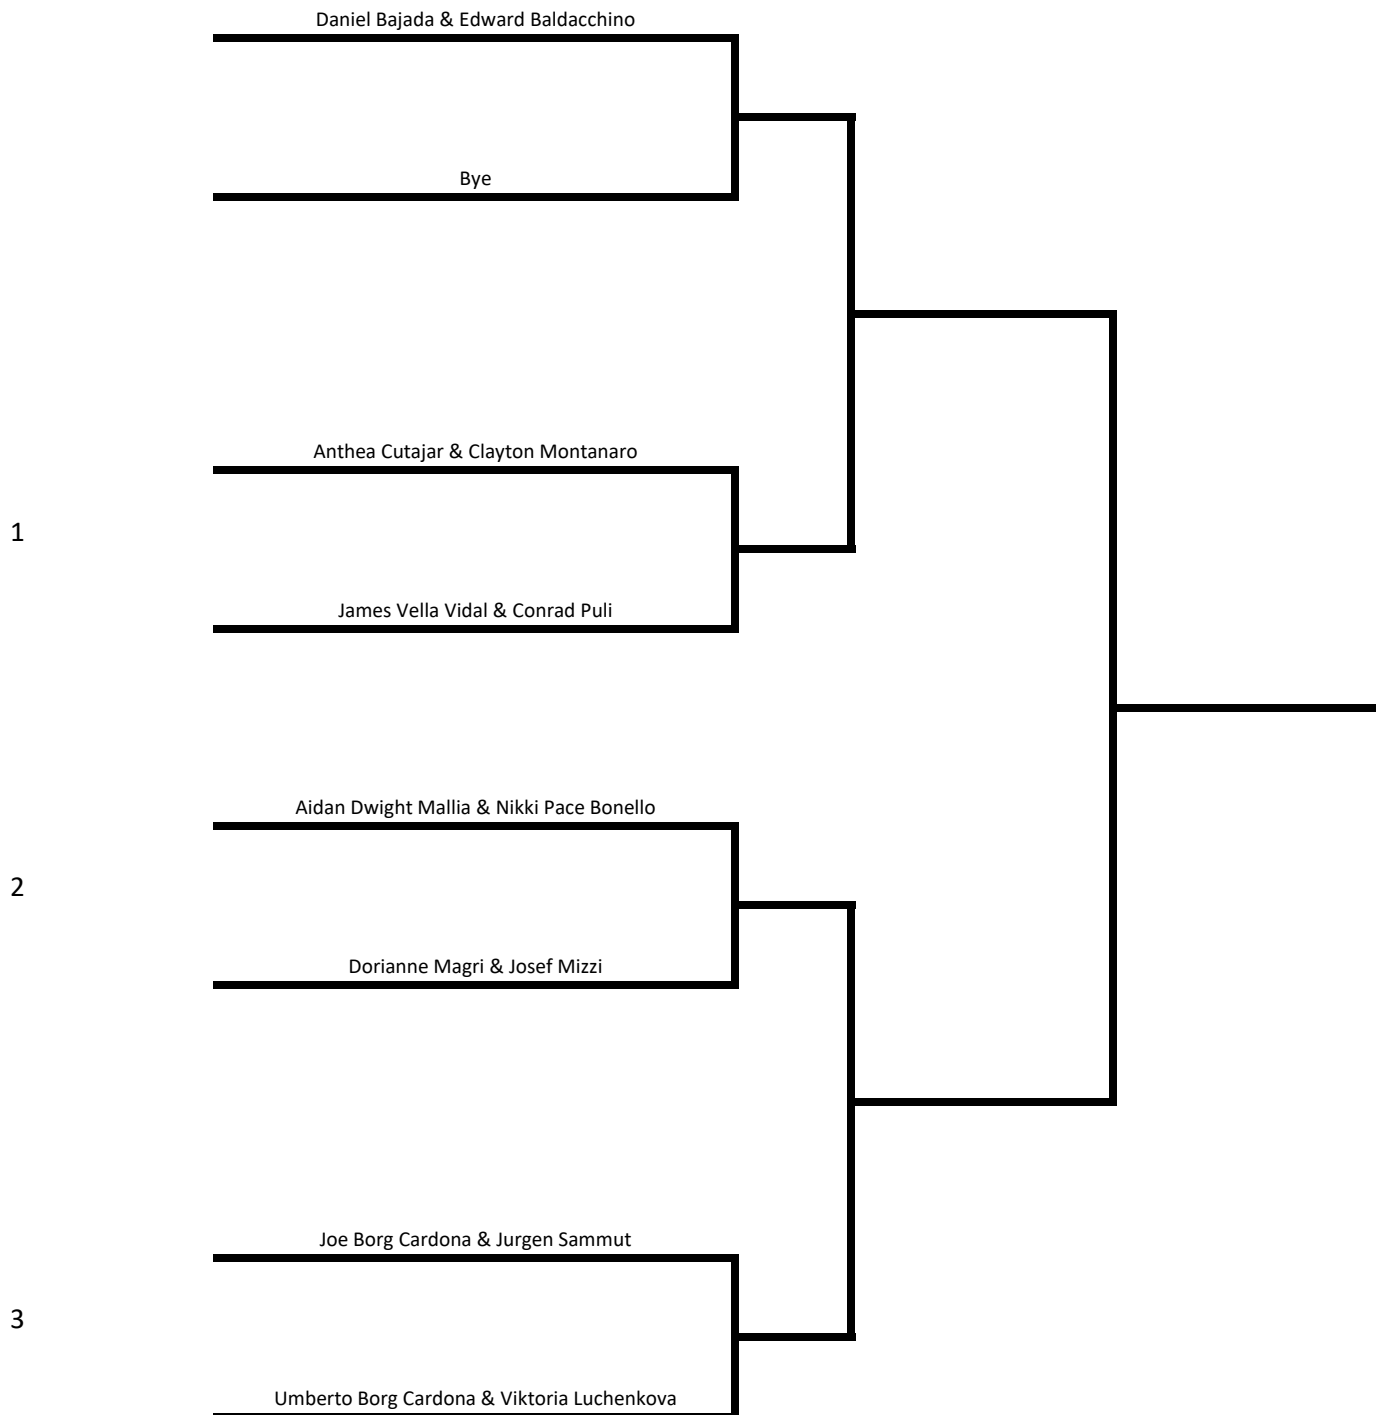 Daniel Bajada & Edward Baldacchino
Bye
Anthea Cutajar & Clayton Montanaro
1
James Vella Vidal & Conrad Puli
Aidan Dwight Mallia & Nikki Pace Bonello
2
Dorianne Magri & Josef Mizzi
Joe Borg Cardona & Jurgen Sammut
3
Umberto Borg Cardona & Viktoria Luchenkova